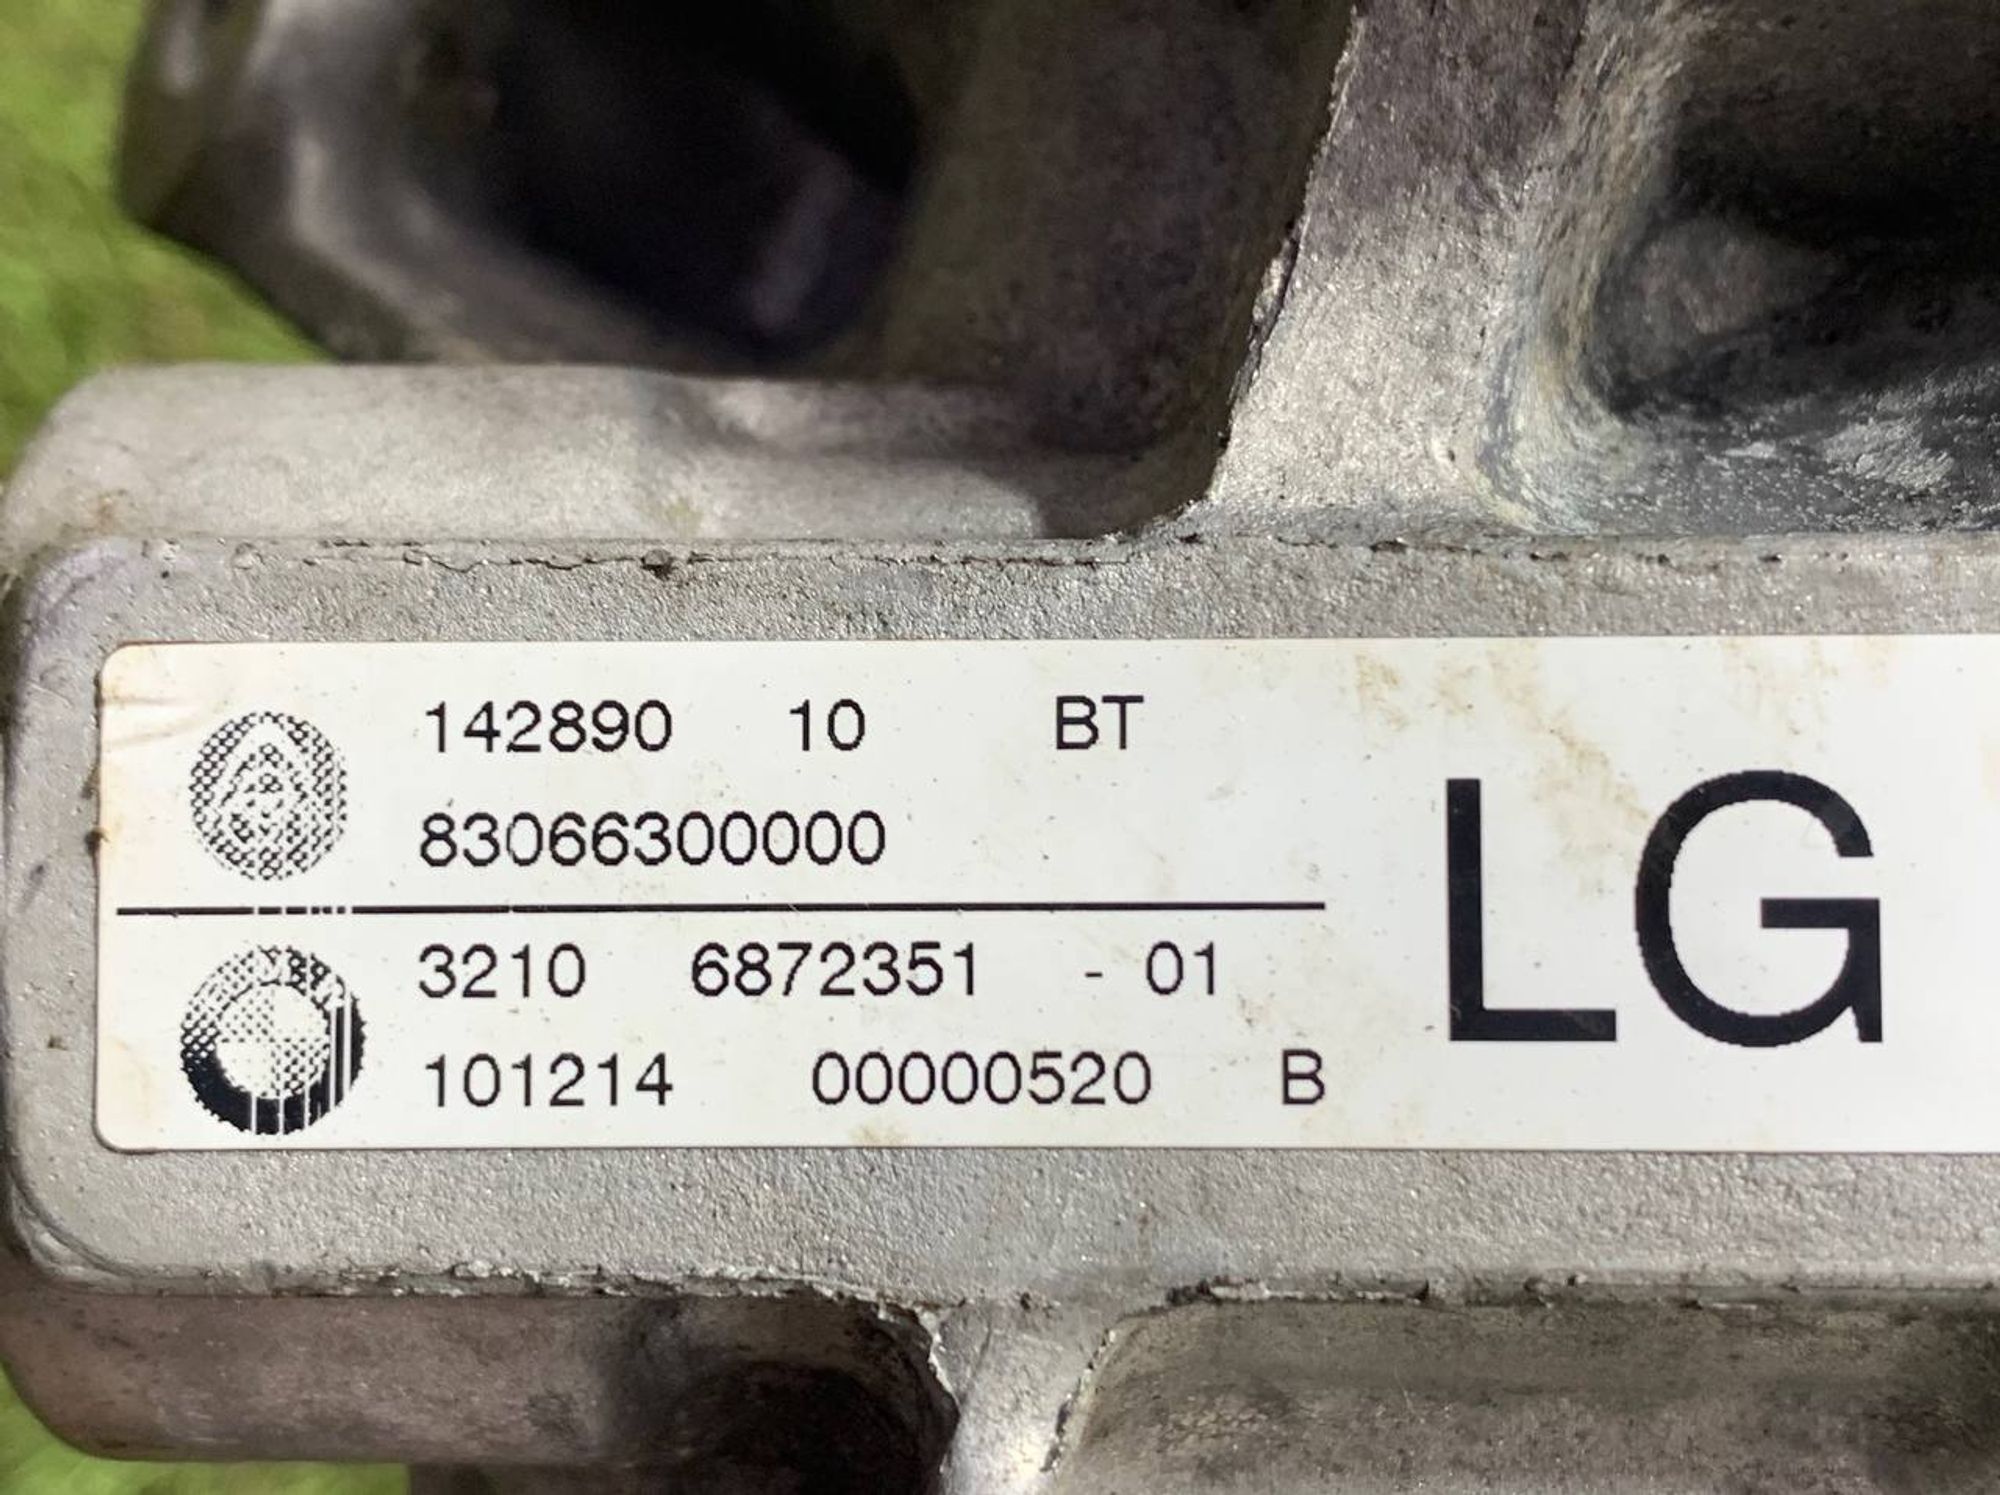 142890 10 BT
83066300000
3210 6872351 - 01
101214 00000520 B
LG